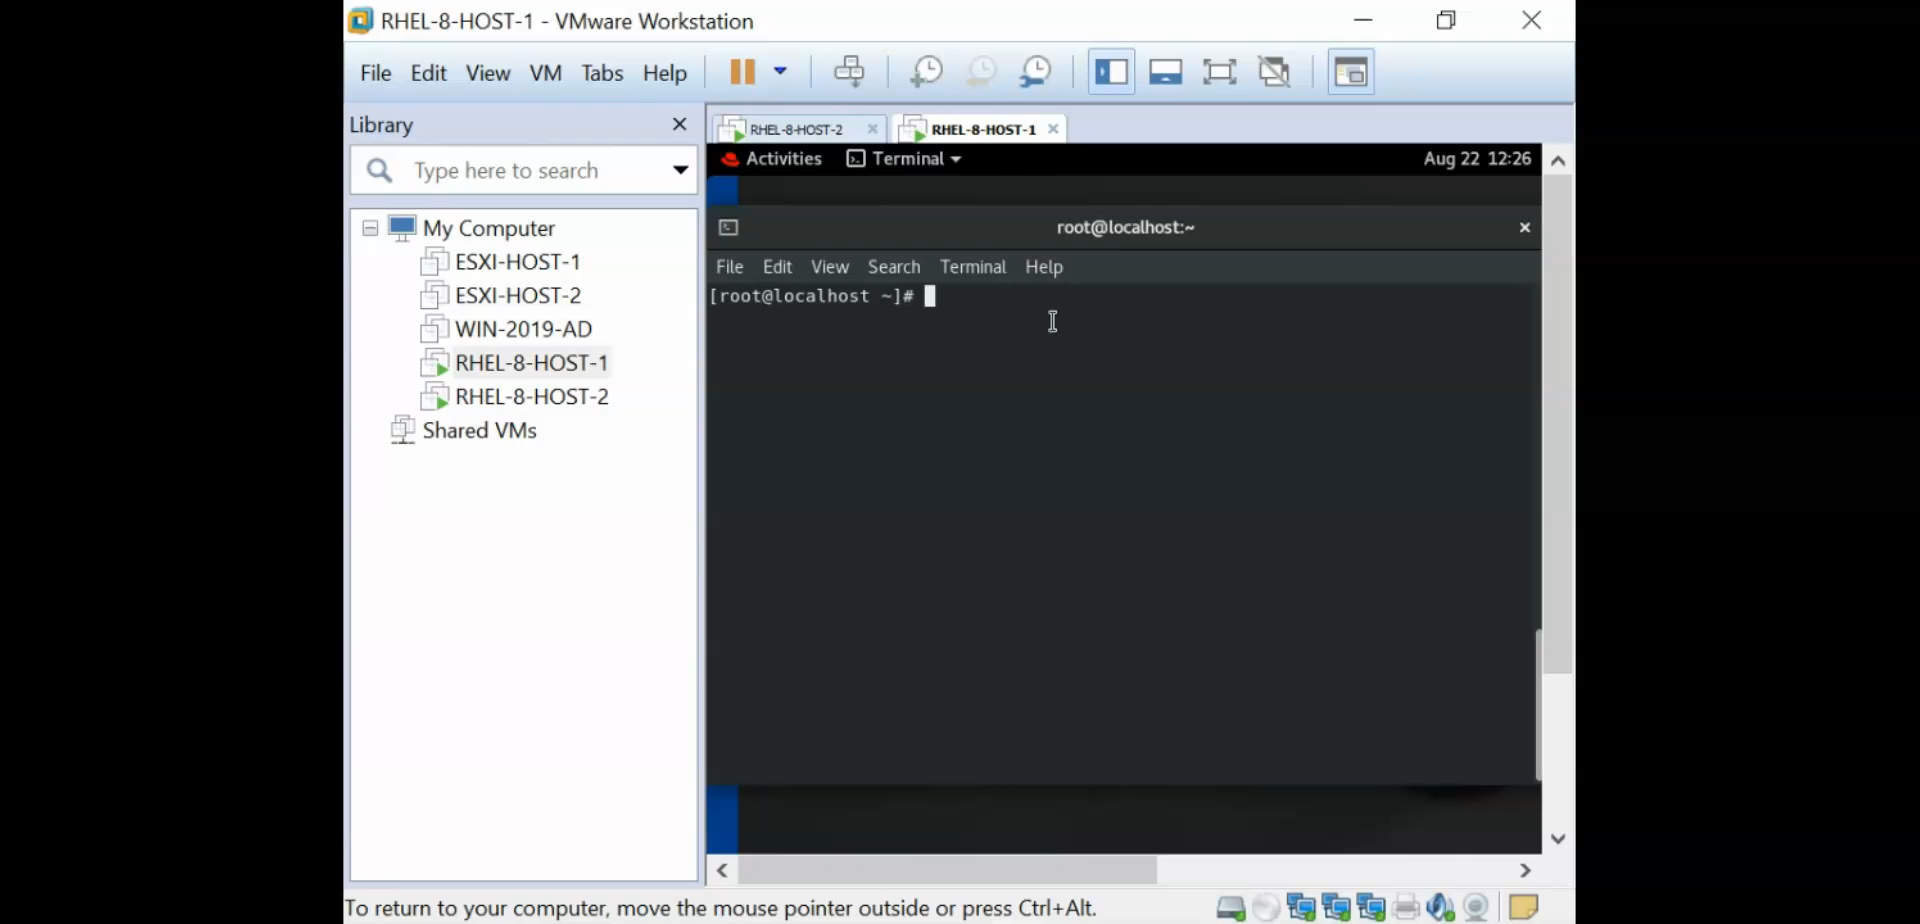 RHEL-8-HOST-1 - VMware Workstation
File Edit View VM Tabs Help
Library
Type here to search
My Computer
ESXI-HOST-1
ESXI-HOST-2
WIN-2019-AD
RHEL-8-HOST-1
RHEL-8-HOST-2
Shared VMs
RHEL-8-HOST-2 RHEL-8-HOST-1
Activities Terminal Aug 22 12:26
root@localhost:~
File Edit View Search Terminal Help
[root@localhost ~]#
To return to your computer, move the mouse pointer outside or press Ctrl+Alt.